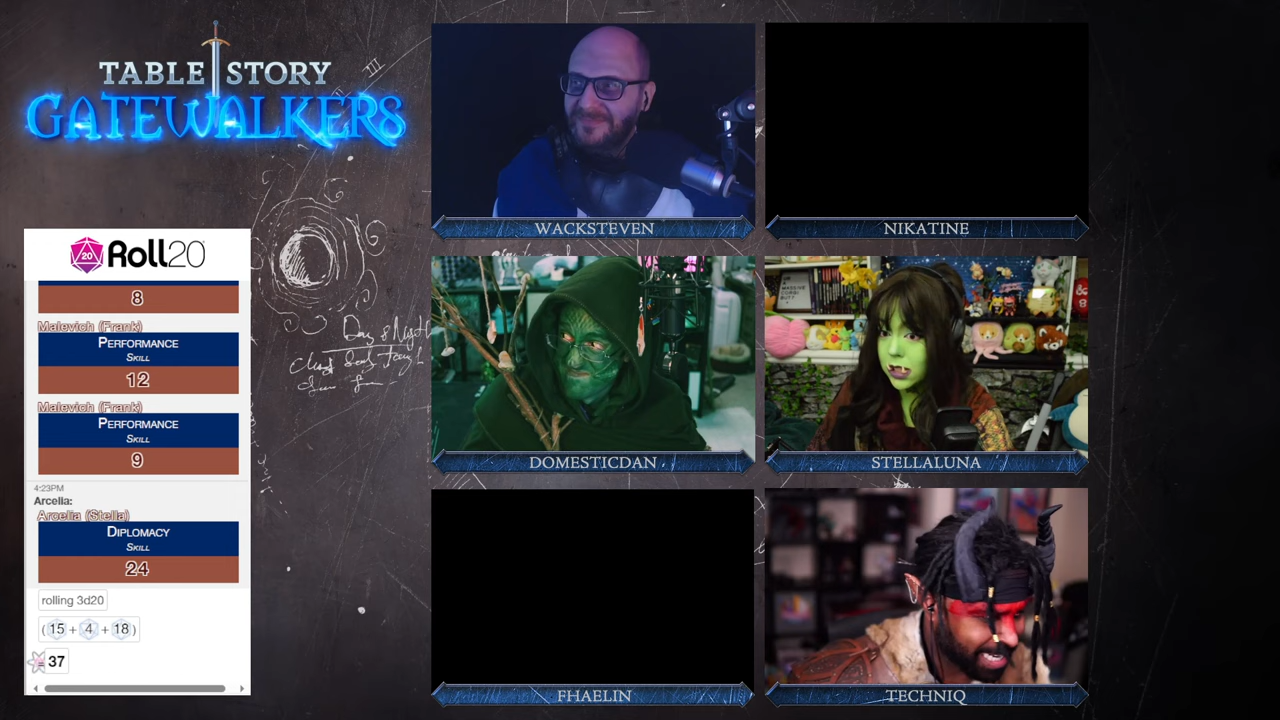 TABLE STORY
GATEWALKERS
Roll20
8
Malevich (Frank)
PERFORMANCE
SKILL
12
Malevich (Frank)
PERFORMANCE
SKILL
9
4:23PM
Arcelia:
Arcelia (Stella)
DIPLOMACY
SKILL
24
rolling 3d20
(15+4+18)
37
WACKSTEVEN
NIKATINE
DOMESTICDAN
STELLALUNA
FHAELIN
TECHNIQ